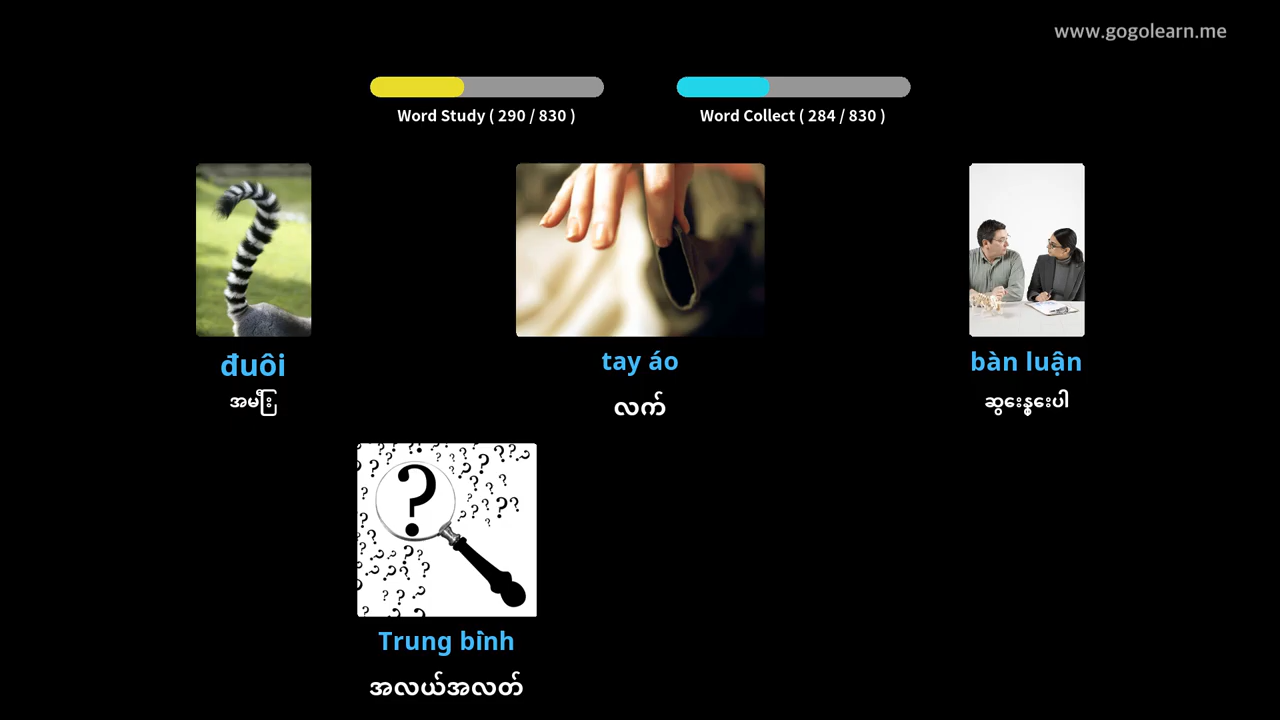 www.gogolearn.me
Word Study ( 290 / 830 )
Word Collect ( 284 / 830 )
đuôi
tay áo
bàn luận
အမြီး
လက်
ဆွေးနွေးပါ
Trung bình
အလယ်အလတ်